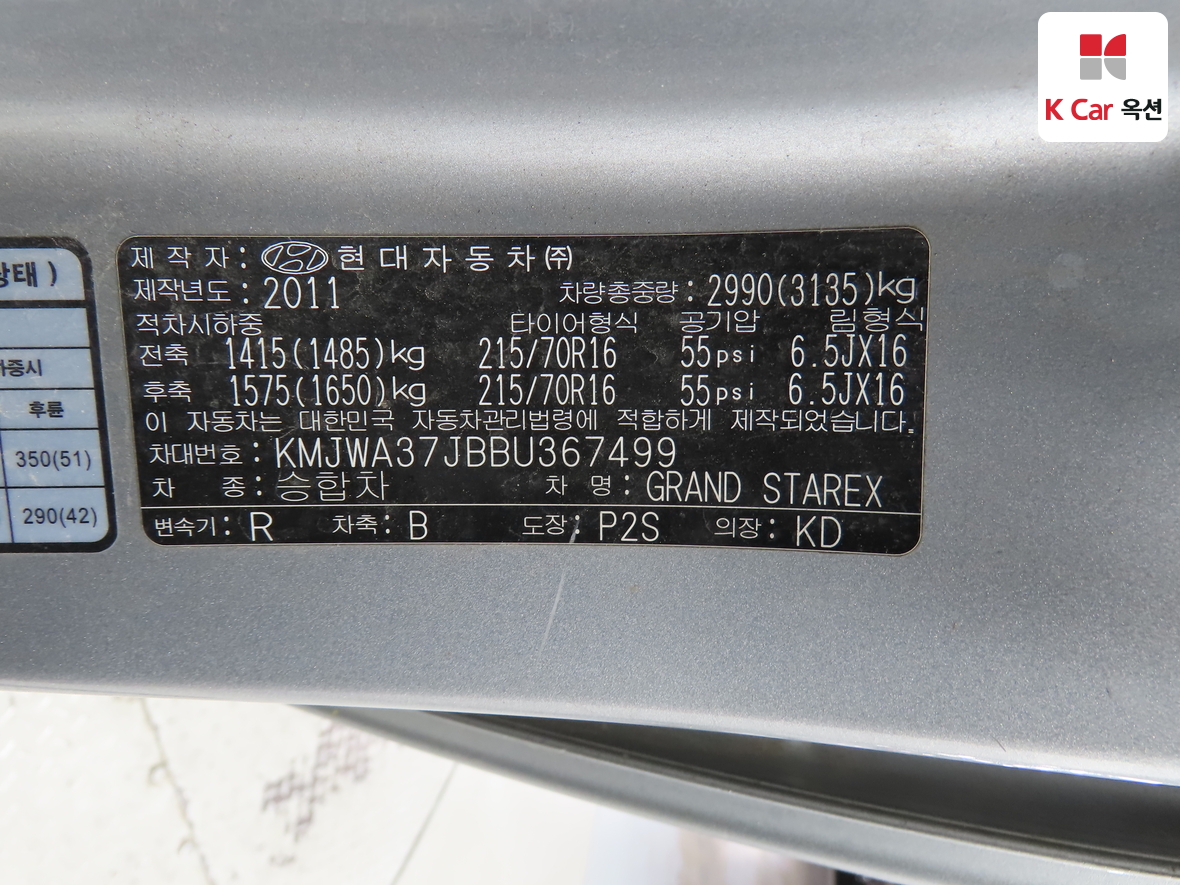 K Car 옥션
상태 )
가증시
후륜
350(51)
290(42)
제 작 자 : 현 대 자 동 차 ㈜
제작년도 : 2011 차량총중량 : 2990(3135)kg
적차시하중 타이어형식 공기압 림형식
전축 1415(1485)kg 215/70R16 55psi 6.5JX16
후축 1575(1650)kg 215/70R16 55psi 6.5JX16
이 자동차는 대한민국 자동차관리법령에 적합하게 제작되었습니다.
차대번호 : KMJWA37JBBU367499
차 종 : 승합차 차 명 : GRAND STAREX
변속기 : R 차축 : B 도장 : P2S 의장 : KD